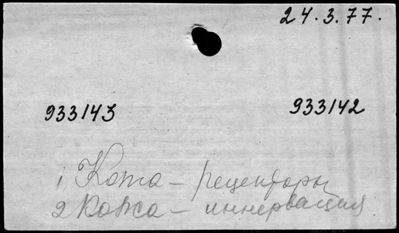 24.3.77.
933143 933142
1 Кожа – рецепторы
2 Кожа – иннервация